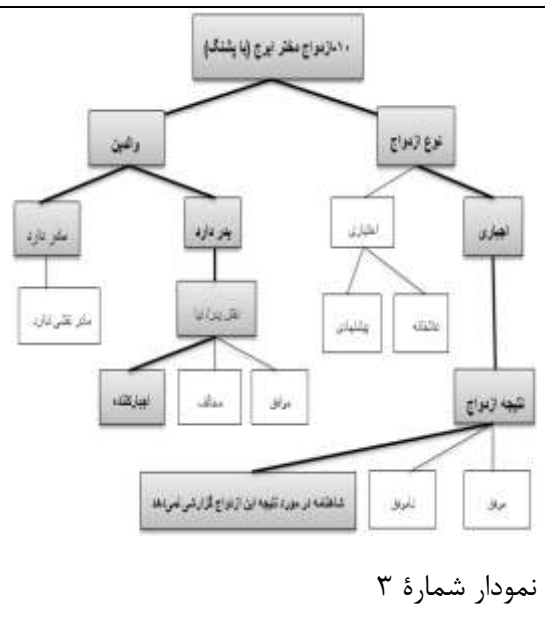 ۱۰-ازدواج دختر ایرج (با پشنگ)
والدین
نوع ازدواج
مادر دارد
پدر دارد
اختیاری
اجباری
مادر نقشی ندارد
نقش پدر/ نیا
پیشنهادی
عاشقانه
اجبارکننده
مخالف
موافق
نتیجه ازدواج
شاهنامه در مورد نتیجه این ازدواج گزارشی نمی‌دهد
ناموفق
موفق
نمودار شمارهٔ ۳